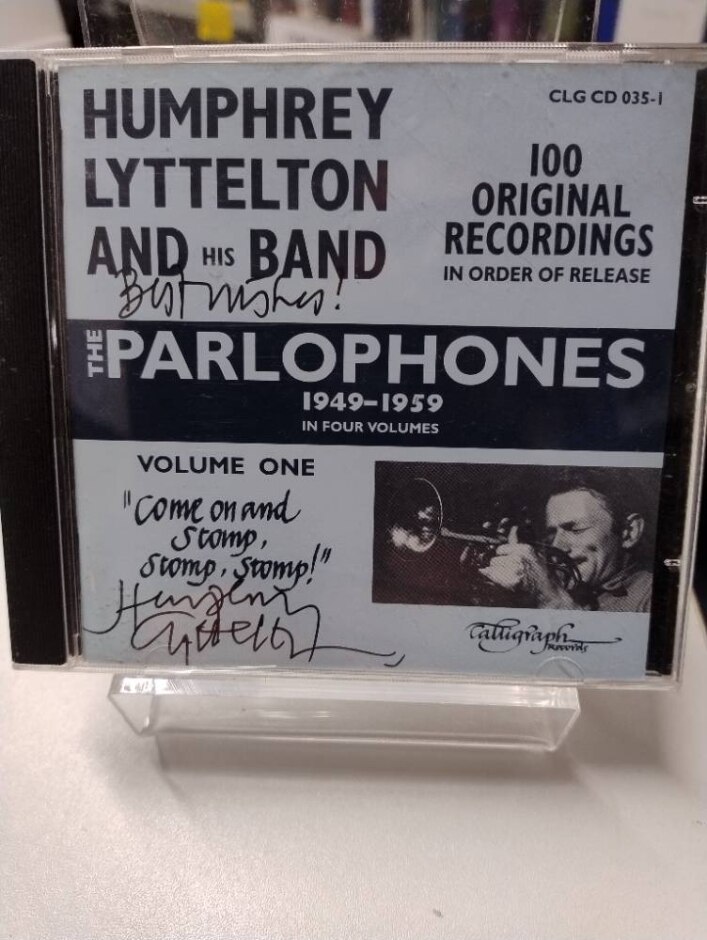 HUMPHREY
LYTTELTON
AND HIS BAND
Best wishes!
CLG CD 035-1
100
ORIGINAL
RECORDINGS
IN ORDER OF RELEASE
THE PARLOPHONES
1949–1959
IN FOUR VOLUMES
VOLUME ONE
"Come on and
Stomp,
Stomp, Stomp!"
Humphrey
Lyttelton
Calligraph
Records